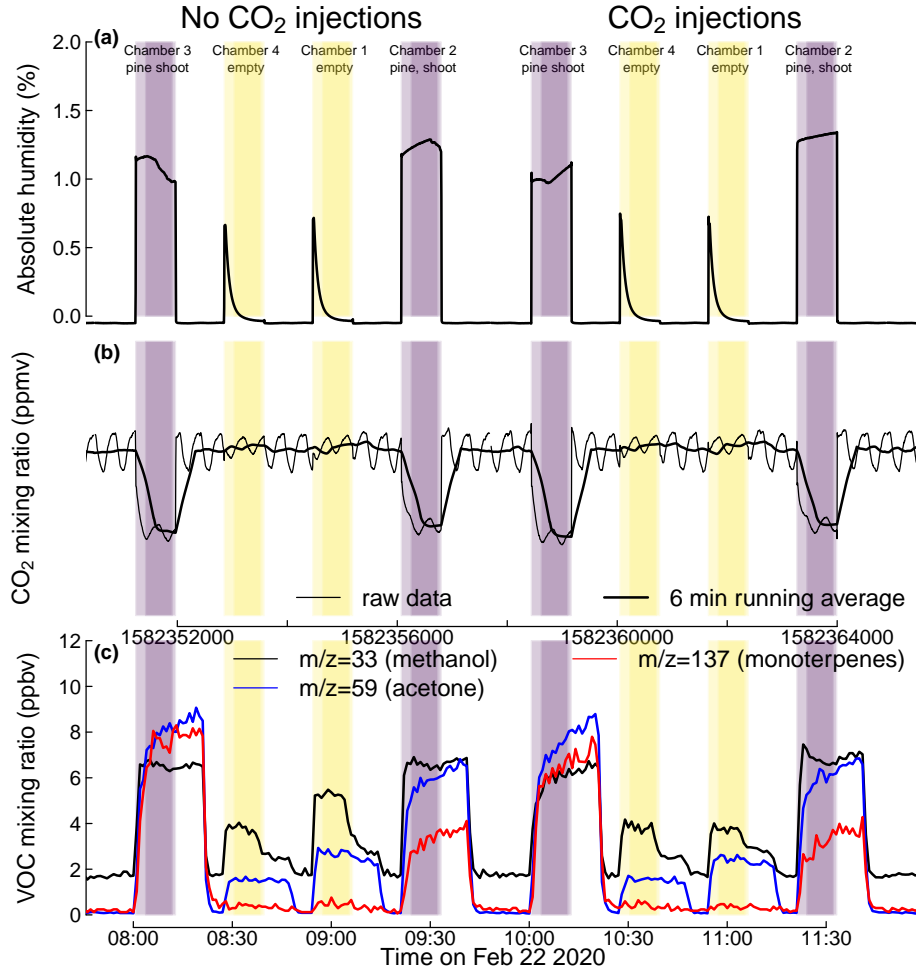 No CO₂ injections
CO₂ injections
(a)
Chamber 3
pine shoot
Chamber 4
empty
Chamber 1
empty
Chamber 2
pine, shoot
Chamber 3
pine shoot
Chamber 4
empty
Chamber 1
empty
Chamber 2
pine, shoot
Absolute humidity (%)
2.0
1.5
1.0
0.5
0.0
(b)
CO₂ mixing ratio (ppmv)
raw data
6 min running average
1582352000
1582356000
1582360000
1582364000
(c)
VOC mixing ratio (ppbv)
12
10
8
6
4
2
0
m/z=33 (methanol)
m/z=59 (acetone)
m/z=137 (monoterpenes)
08:00
08:30
09:00
09:30
10:00
10:30
11:00
11:30
Time on Feb 22 2020